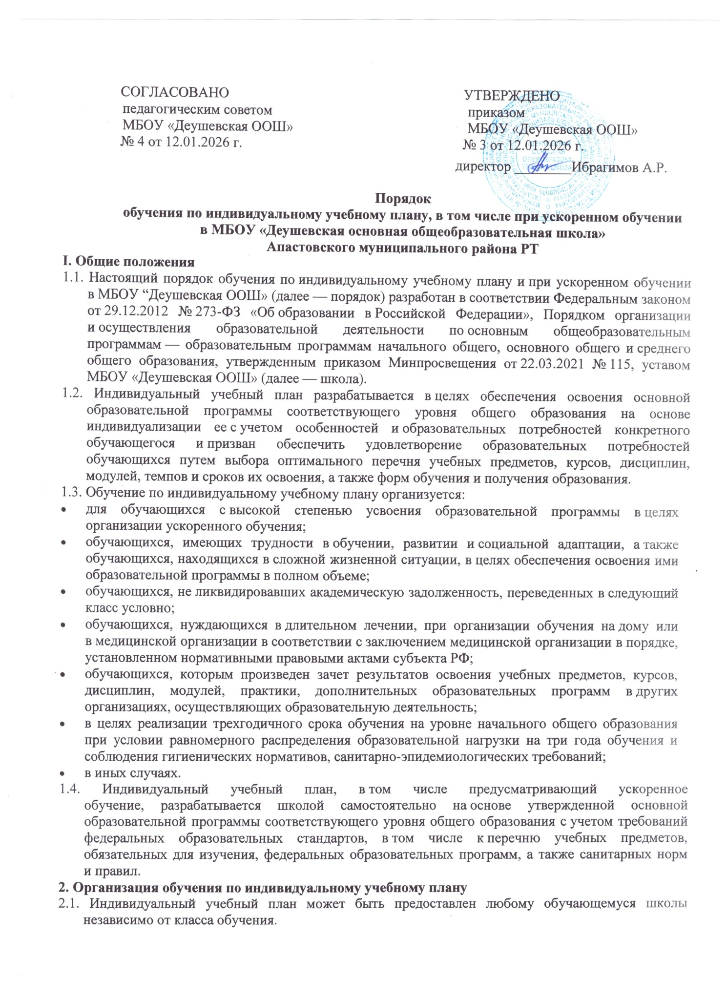 СОГЛАСОВАНО
педагогическим советом
МБОУ «Деушевская ООШ»
№ 4 от 12.01.2026 г.
УТВЕРЖДЕНО
приказом
МБОУ «Деушевская ООШ»
№ 3 от 12.01.2026 г.
директор ________Ибрагимов А.Р.
Порядок
обучения по индивидуальному учебному плану, в том числе при ускоренном обучении
в МБОУ «Деушевская основная общеобразовательная школа»
Апастовского муниципального района РТ
I. Общие положения
1.1. Настоящий порядок обучения по индивидуальному учебному плану и при ускоренном обучении
в МБОУ “Деушевская ООШ» (далее — порядок) разработан в соответствии Федеральным законом
от 29.12.2012 № 273-ФЗ «Об образовании в Российской Федерации», Порядком организации
и осуществления образовательной деятельности по основным общеобразовательным
программам — образовательным программам начального общего, основного общего и среднего
общего образования, утвержденным приказом Минпросвещения от 22.03.2021 № 115, уставом
МБОУ «Деушевская ООШ» (далее — школа).
1.2. Индивидуальный учебный план разрабатывается в целях обеспечения освоения основной
образовательной программы соответствующего уровня общего образования на основе
индивидуализации ее с учетом особенностей и образовательных потребностей конкретного
обучающегося и призван обеспечить удовлетворение образовательных потребностей
обучающихся путем выбора оптимального перечня учебных предметов, курсов, дисциплин,
модулей, темпов и сроков их освоения, а также форм обучения и получения образования.
1.3. Обучение по индивидуальному учебному плану организуется:
• для обучающихся с высокой степенью усвоения образовательной программы в целях
организации ускоренного обучения;
• обучающихся, имеющих трудности в обучении, развитии и социальной адаптации, а также
обучающихся, находящихся в сложной жизненной ситуации, в целях обеспечения освоения ими
образовательной программы в полном объеме;
• обучающихся, не ликвидировавших академическую задолженность, переведенных в следующий
класс условно;
• обучающихся, нуждающихся в длительном лечении, при организации обучения на дому или
в медицинской организации в соответствии с заключением медицинской организации в порядке,
установленном нормативными правовыми актами субъекта РФ;
• обучающихся, которым произведен зачет результатов освоения учебных предметов, курсов,
дисциплин, модулей, практики, дополнительных образовательных программ в других
организациях, осуществляющих образовательную деятельность;
• в целях реализации трехгодичного срока обучения на уровне начального общего образования
при условии равномерного распределения образовательной нагрузки на три года обучения и
соблюдения гигиенических нормативов, санитарно-эпидемиологических требований;
• в иных случаях.
1.4. Индивидуальный учебный план, в том числе предусматривающий ускоренное
обучение, разрабатывается школой самостоятельно на основе утвержденной основной
образовательной программы соответствующего уровня общего образования с учетом требований
федеральных образовательных стандартов, в том числе к перечню учебных предметов,
обязательных для изучения, федеральных образовательных программ, а также санитарных норм
и правил.
2. Организация обучения по индивидуальному учебному плану
2.1. Индивидуальный учебный план может быть предоставлен любому обучающемуся школы
независимо от класса обучения.